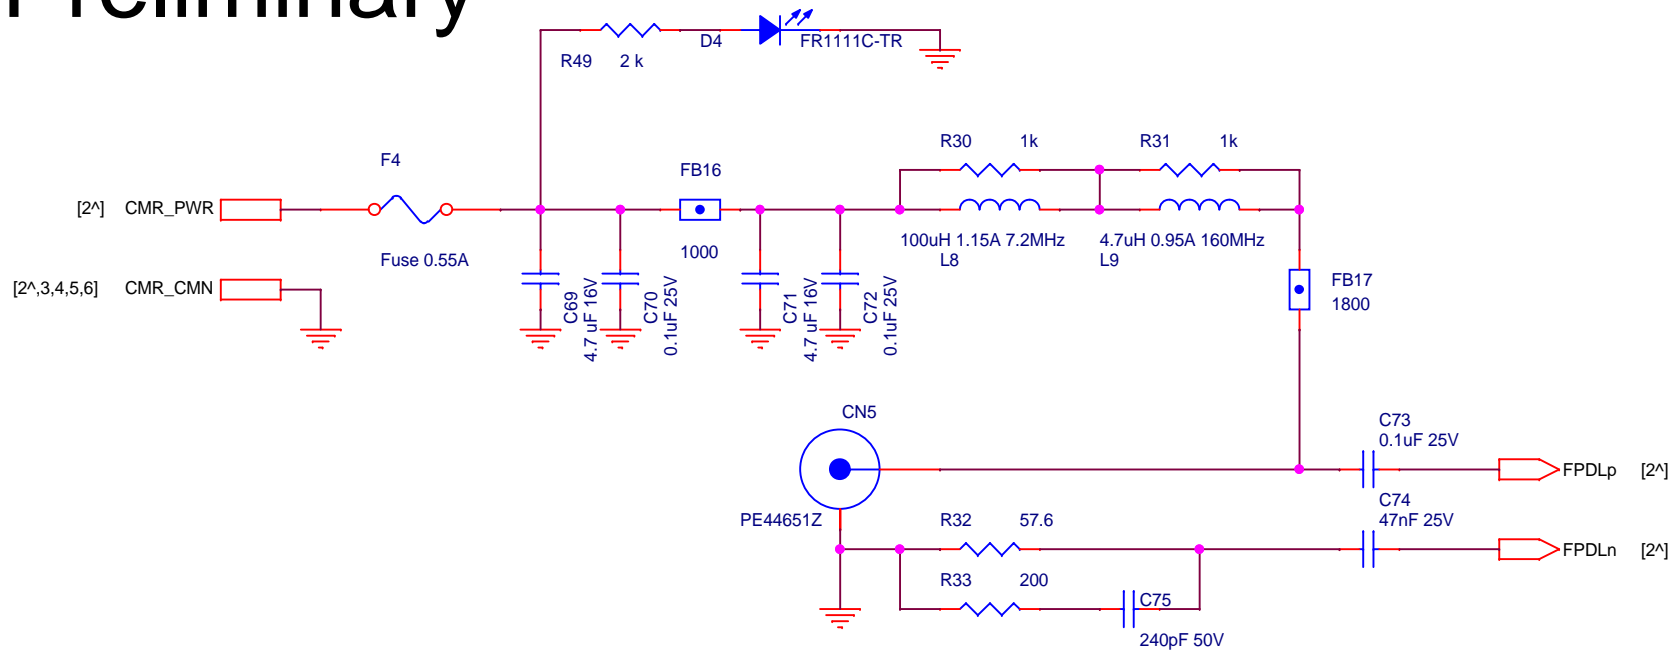 Preliminary
D4
FR1111C-TR
R49 2 k
R30 1k
R31 1k
F4
FB16
[2^] CMR_PWR
100uH 1.15A 7.2MHz
L8
4.7uH 0.95A 160MHz
L9
1000
Fuse 0.55A
[2^,3,4,5,6] CMR_CMN
FB17
1800
C69
4.7 uF 16V
C70
0.1uF 25V
C71
4.7 uF 16V
C72
0.1uF 25V
CN5
C73
0.1uF 25V
FPDLp [2^]
C74
47nF 25V
PE44651Z
R32 57.6
FPDLn [2^]
R33 200
C75
240pF 50V